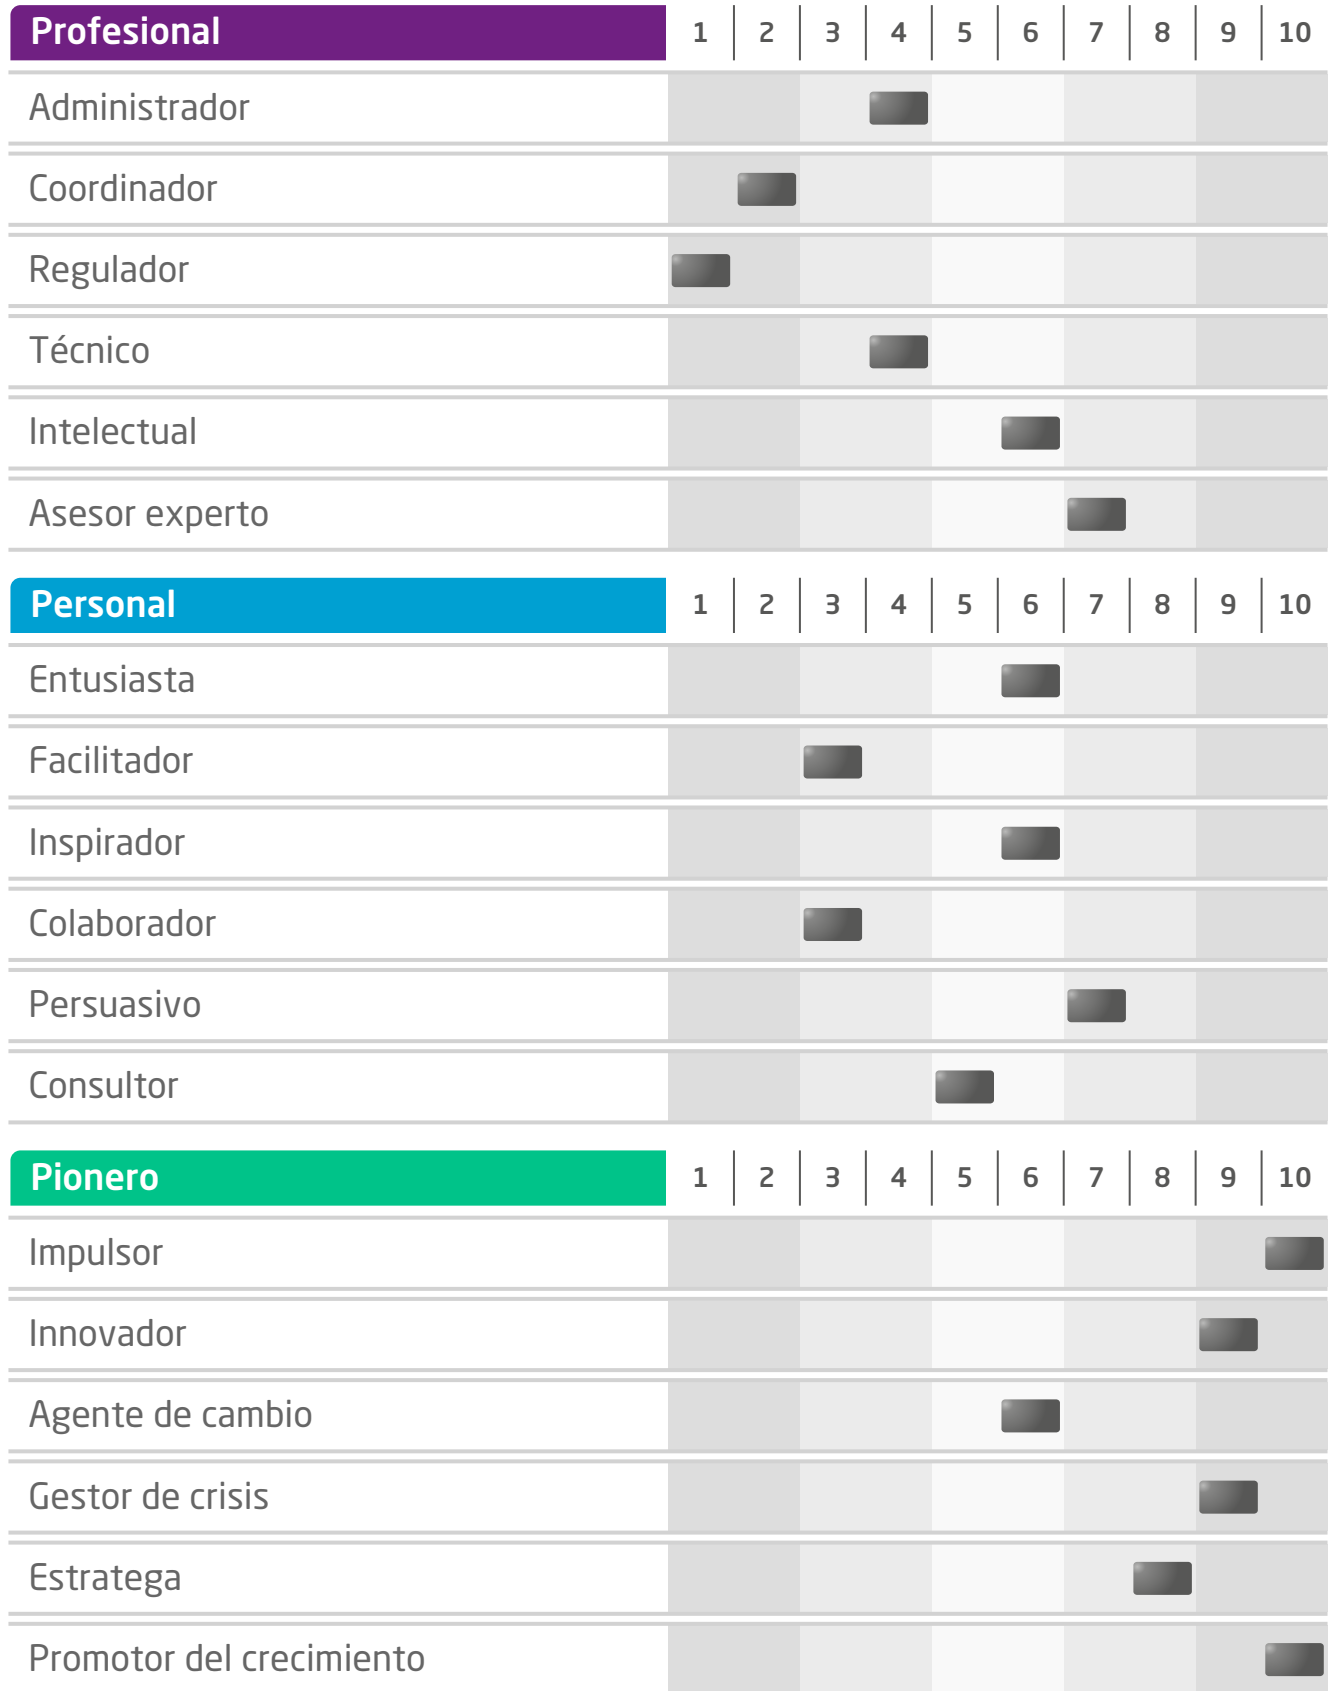 Profesional 1 2 3 4 5 6 7 8 9 10
Administrador
Coordinador
Regulador
Técnico
Intelectual
Asesor experto
Personal 1 2 3 4 5 6 7 8 9 10
Entusiasta
Facilitador
Inspirador
Colaborador
Persuasivo
Consultor
Pionero 1 2 3 4 5 6 7 8 9 10
Impulsor
Innovador
Agente de cambio
Gestor de crisis
Estratega
Promotor del crecimiento